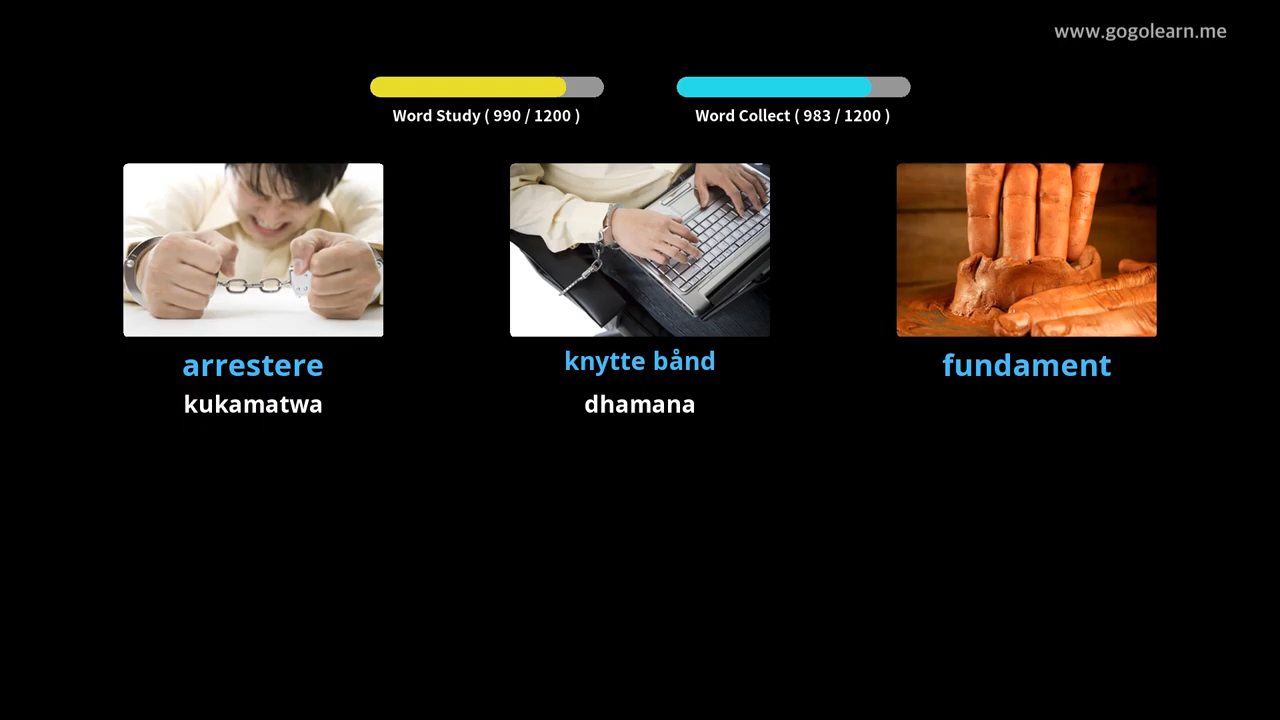 www.gogolearn.me
Word Study ( 990 / 1200 )
Word Collect ( 983 / 1200 )
arrestere
kukamatwa
knytte bånd
dhamana
fundament